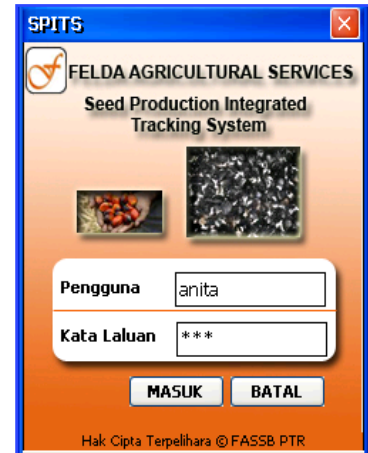 SPITS
FELDA AGRICULTURAL SERVICES
Seed Production Integrated
Tracking System
Pengguna anita
Kata Laluan ***
MASUK BATAL
Hak Cipta Terpelihara © FASSB PTR